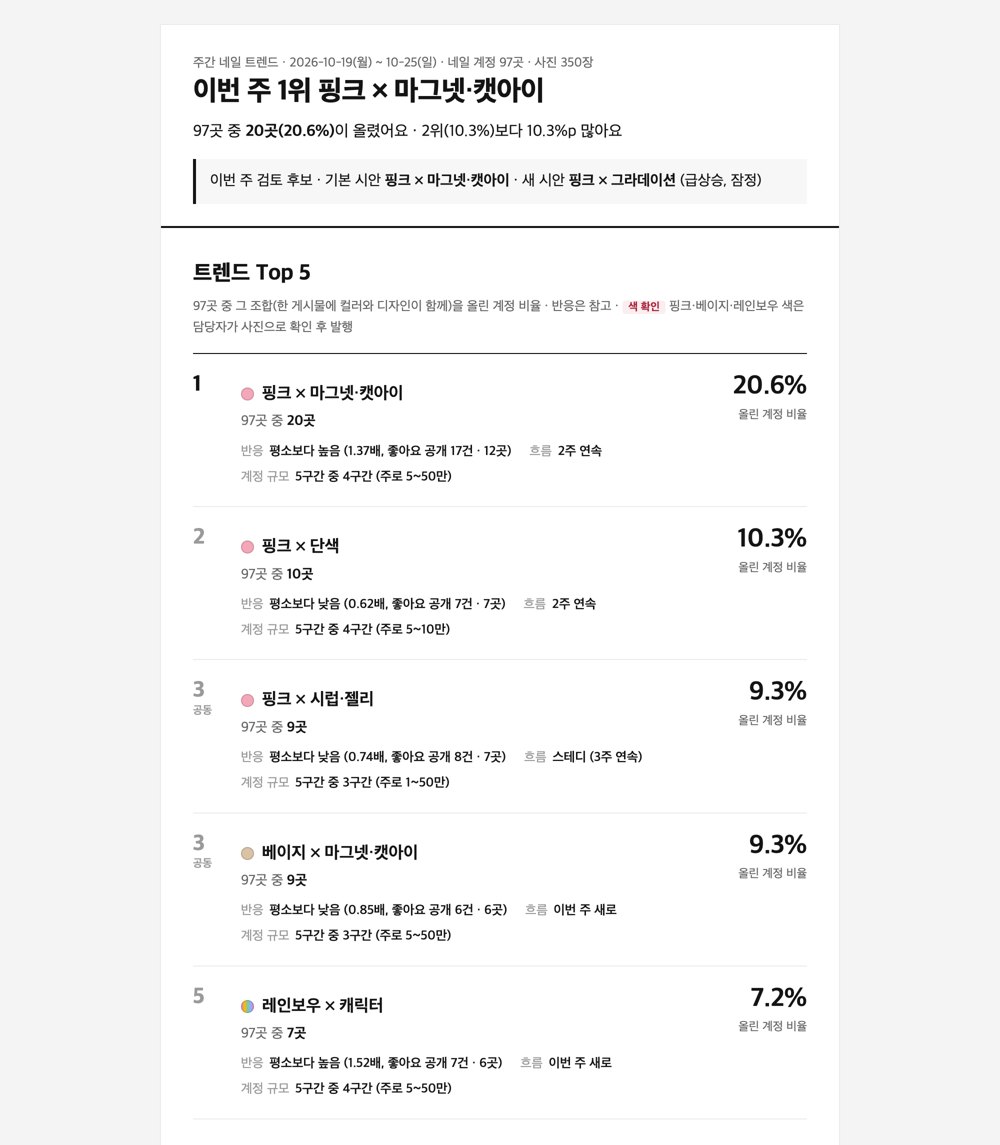 주간 네일 트렌드 · 2026-10-19(월) ~ 10-25(일) · 네일 계정 97곳 · 사진 350장
이번 주 1위 핑크 × 마그넷·캣아이
97곳 중 20곳(20.6%)이 올렸어요 · 2위(10.3%)보다 10.3%p 많아요
이번 주 검토 후보 · 기본 시안 핑크 × 마그넷·캣아이 · 새 시안 핑크 × 그라데이션 (급상승, 잠정)
트렌드 Top 5
97곳 중 그 조합(한 게시물에 컬러와 디자인이 함께)을 올린 계정 비율 · 반응은 참고 · 색 확인 핑크·베이지·레인보우 색은
담당자가 사진으로 확인 후 발행
1
핑크 × 마그넷·캣아이
20.6%
97곳 중 20곳
올린 계정 비율
반응 평소보다 높음 (1.37배, 좋아요 공개 17건 · 12곳) 흐름 2주 연속
계정 규모 5구간 중 4구간 (주로 5~50만)
2
핑크 × 단색
10.3%
97곳 중 10곳
올린 계정 비율
반응 평소보다 낮음 (0.62배, 좋아요 공개 7건 · 7곳) 흐름 2주 연속
계정 규모 5구간 중 4구간 (주로 5~10만)
3
공동
핑크 × 시럽·젤리
9.3%
97곳 중 9곳
올린 계정 비율
반응 평소보다 낮음 (0.74배, 좋아요 공개 8건 · 7곳) 흐름 스테디 (3주 연속)
계정 규모 5구간 중 3구간 (주로 1~50만)
3
공동
베이지 × 마그넷·캣아이
9.3%
97곳 중 9곳
올린 계정 비율
반응 평소보다 낮음 (0.85배, 좋아요 공개 6건 · 6곳) 흐름 이번 주 새로
계정 규모 5구간 중 3구간 (주로 5~50만)
5
레인보우 × 캐릭터
7.2%
97곳 중 7곳
올린 계정 비율
반응 평소보다 높음 (1.52배, 좋아요 공개 7건 · 6곳) 흐름 이번 주 새로
계정 규모 5구간 중 4구간 (주로 5~50만)